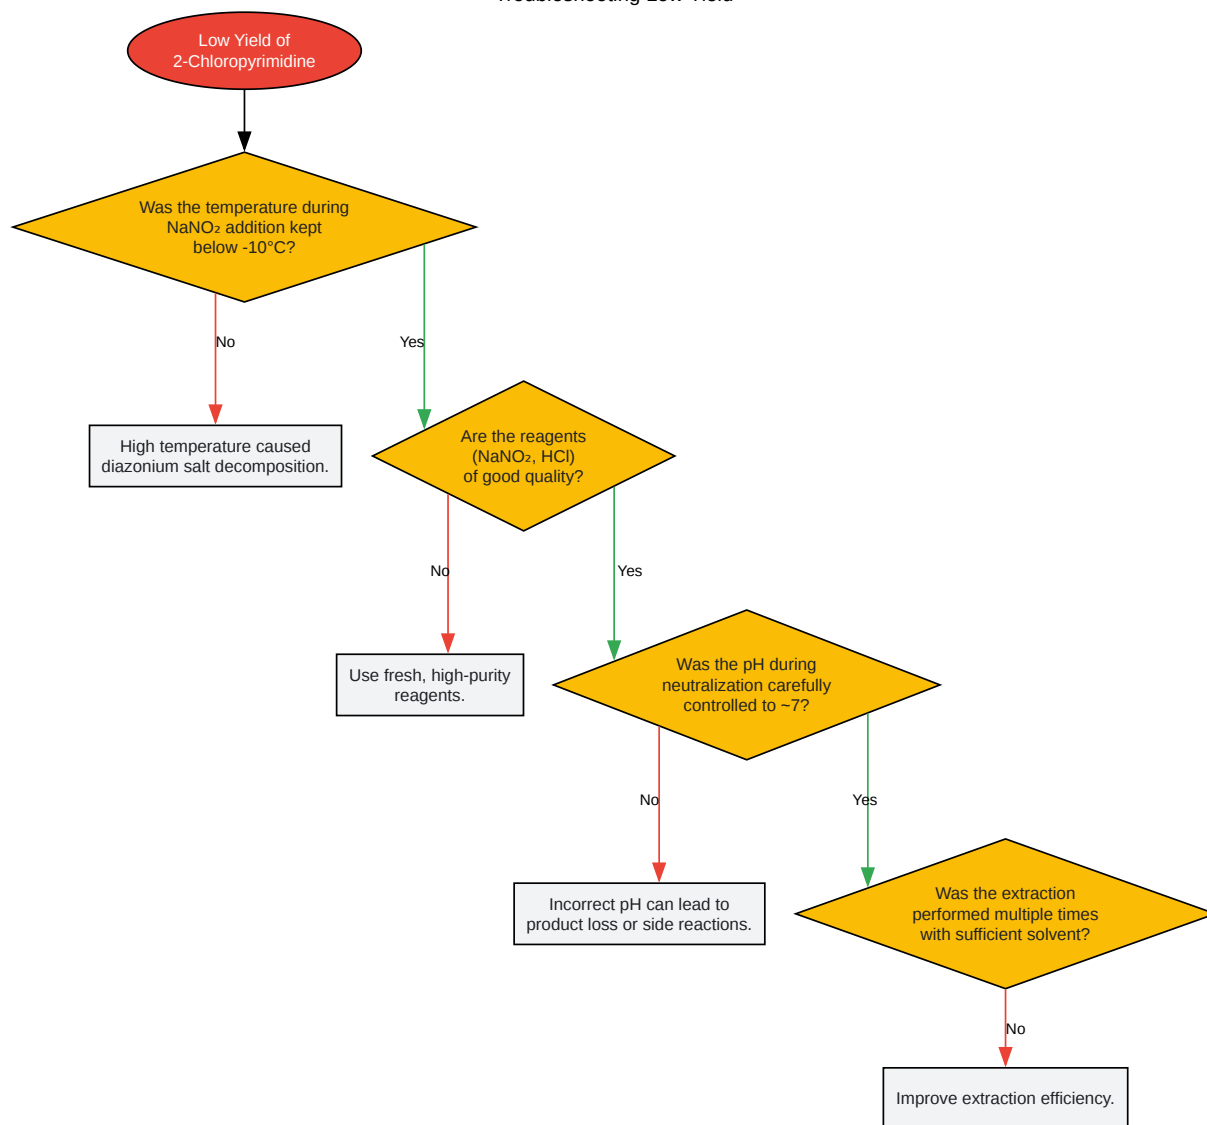 Troubleshooting Low Yield
Low Yield of
2-Chloropyrimidine
Was the temperature during
NaNO₂ addition kept
below -10°C?
No
Yes
High temperature caused
diazonium salt decomposition.
Are the reagents
(NaNO₂, HCl)
of good quality?
No
Yes
Use fresh, high-purity
reagents.
Was the pH during
neutralization carefully
controlled to ~7?
No
Yes
Incorrect pH can lead to
product loss or side reactions.
Was the extraction
performed multiple times
with sufficient solvent?
No
Improve extraction efficiency.